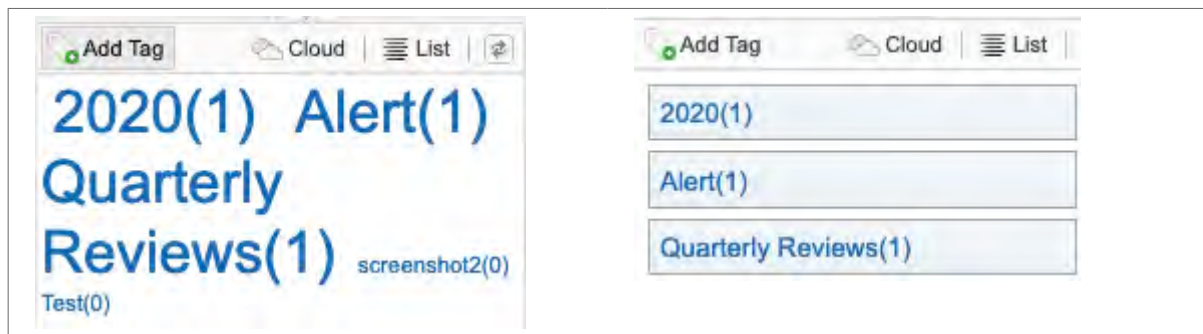 Add Tag Cloud List
2020(1) Alert(1)
Quarterly
Reviews(1) screenshot2(0)
Test(0)
Add Tag Cloud List
2020(1)
Alert(1)
Quarterly Reviews(1)